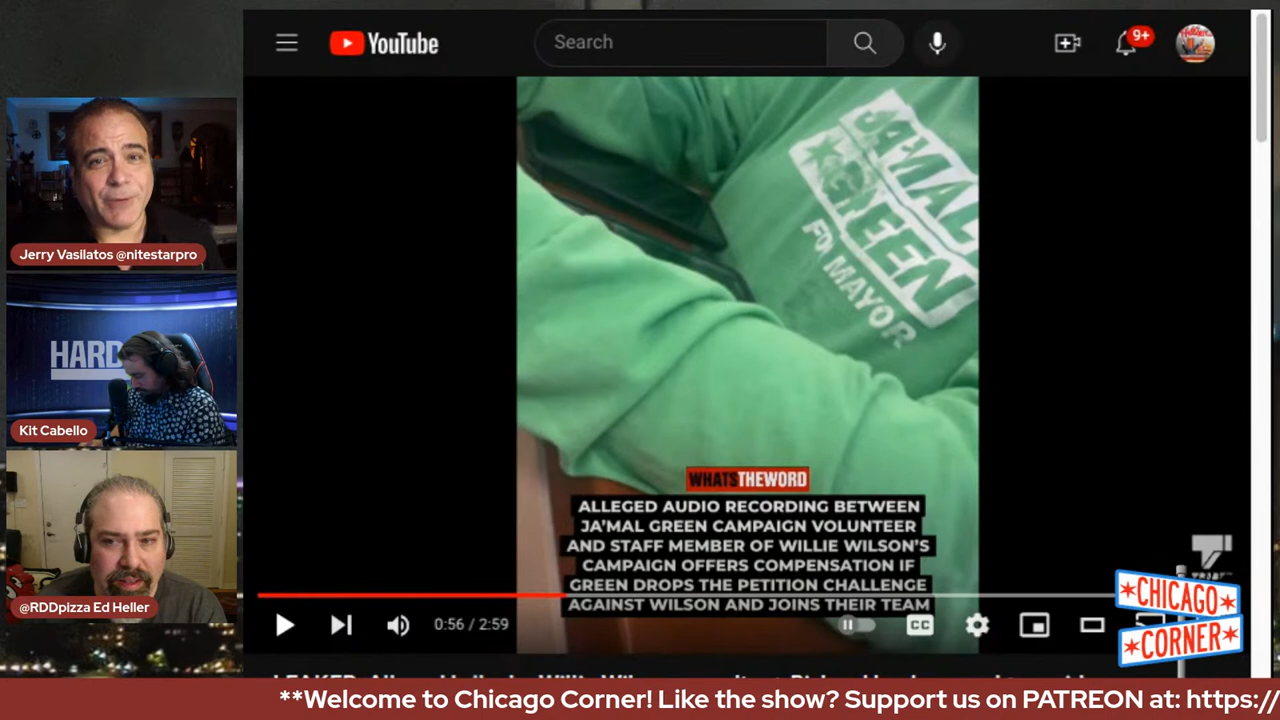 YouTube
Search
9+
JA'MAL
GREEN
FOR MAYOR
Jerry Vasilatos @nitestarpro
HARD
Kit Cabello
@RDDpizza Ed Heller
WHATSTHEWORD
ALLEGED AUDIO RECORDING BETWEEN
JA'MAL GREEN CAMPAIGN VOLUNTEER
AND STAFF MEMBER OF WILLIE WILSON'S
CAMPAIGN OFFERS COMPENSATION IF
GREEN DROPS THE PETITION CHALLENGE
AGAINST WILSON AND JOINS THEIR TEAM
0:56 / 2:59
CC
CHICAGO
CORNER
**Welcome to Chicago Corner! Like the show? Support us on PATREON at: https://